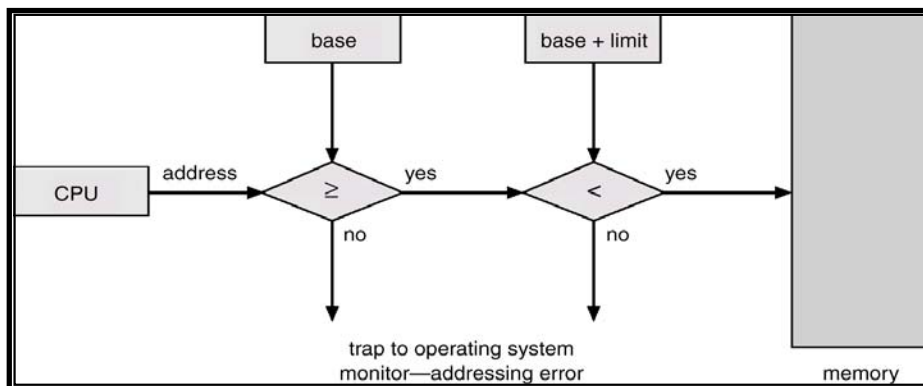 base
base + limit
CPU
address
≥
yes
<
yes
no
no
trap to operating system
monitor—addressing error
memory